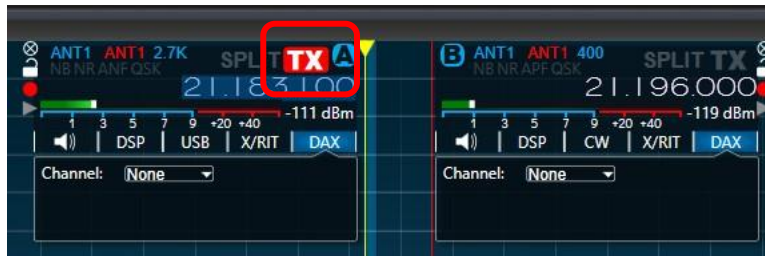 ANT1 ANT1 2.7K SPLIT TX A
NB NR ANF QSK
21.183.100
1 3 5 7 9 +20 +40 -111 dBm
DSP USB X/RIT DAX
Channel: None
B ANT1 ANT1 400 SPLIT TX
NB NR APF QSK
21.196.000
1 3 5 7 9 +20 +40 -119 dBm
DSP CW X/RIT DAX
Channel: None